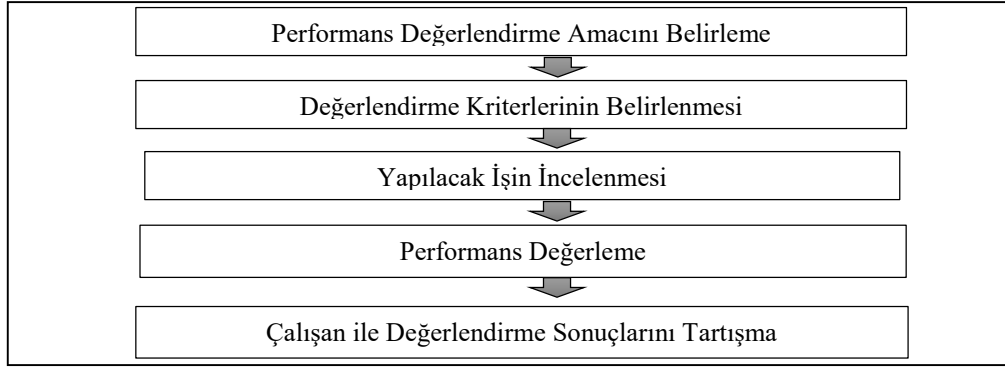 Performans Değerlendirme Amacını Belirleme
Değerlendirme Kriterlerinin Belirlenmesi
Yapılacak İşin İncelenmesi
Performans Değerleme
Çalışan ile Değerlendirme Sonuçlarını Tartışma